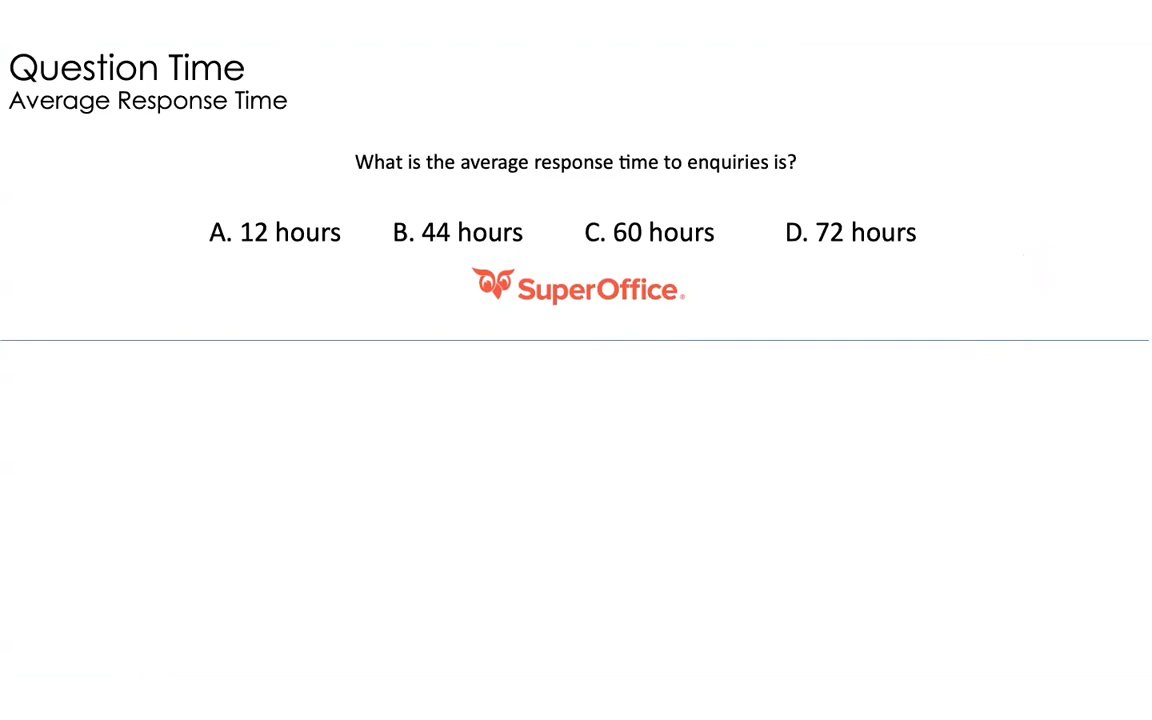 Question Time
Average Response Time
What is the average response time to enquiries is?
A. 12 hours B. 44 hours C. 60 hours D. 72 hours
SuperOffice